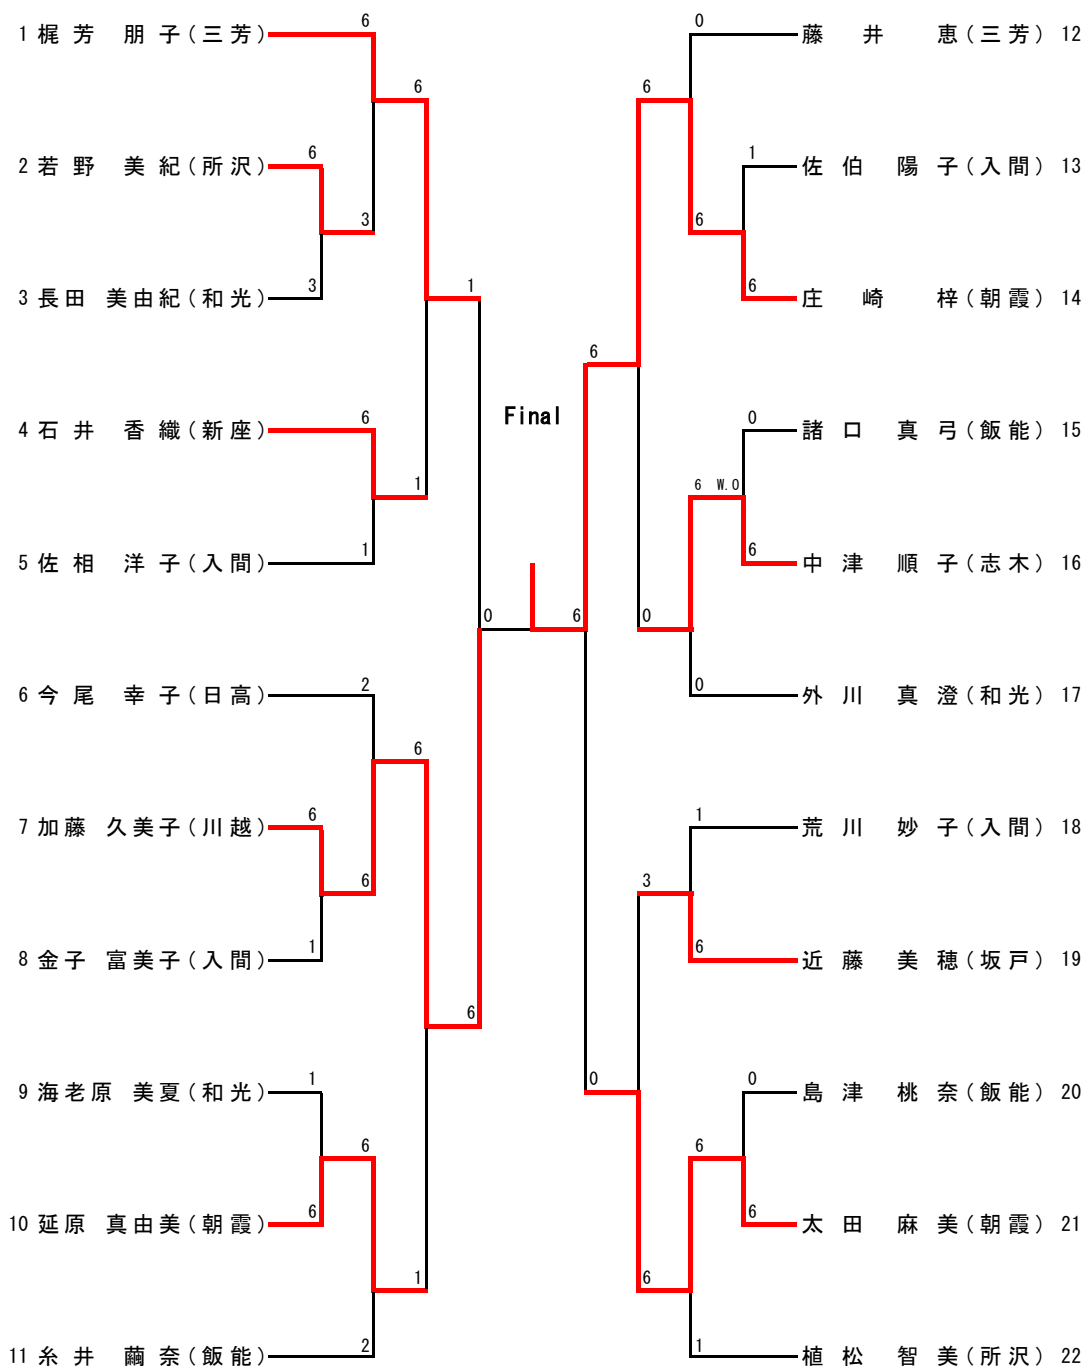 6
1 梶芳 朋子(三芳)
6
2 若野 美紀(所沢)
6
3
3 長田 美由紀(和光)
3
1
4 石井 香織(新座)
6
1
5 佐相 洋子(入間)
1
0
6 今尾 幸子(日高)
2
6
7 加藤 久美子(川越)
6
6
8 金子 富美子(入間)
1
6
9 海老原 美夏(和光)
1
6
10 延原 真由美(朝霞)
6
1
11 糸井 繭奈(飯能)
2
Final
0
藤井 恵(三芳) 12
6
1
佐伯 陽子(入間) 13
6
6
庄崎 梓(朝霞) 14
6
0
諸口 真弓(飯能) 15
6 W.O
6
中津 順子(志木) 16
6
0
0
外川 真澄(和光) 17
1
荒川 妙子(入間) 18
3
6
近藤 美穂(坂戸) 19
0
0
島津 桃奈(飯能) 20
6
6
太田 麻美(朝霞) 21
6
1
植松 智美(所沢) 22